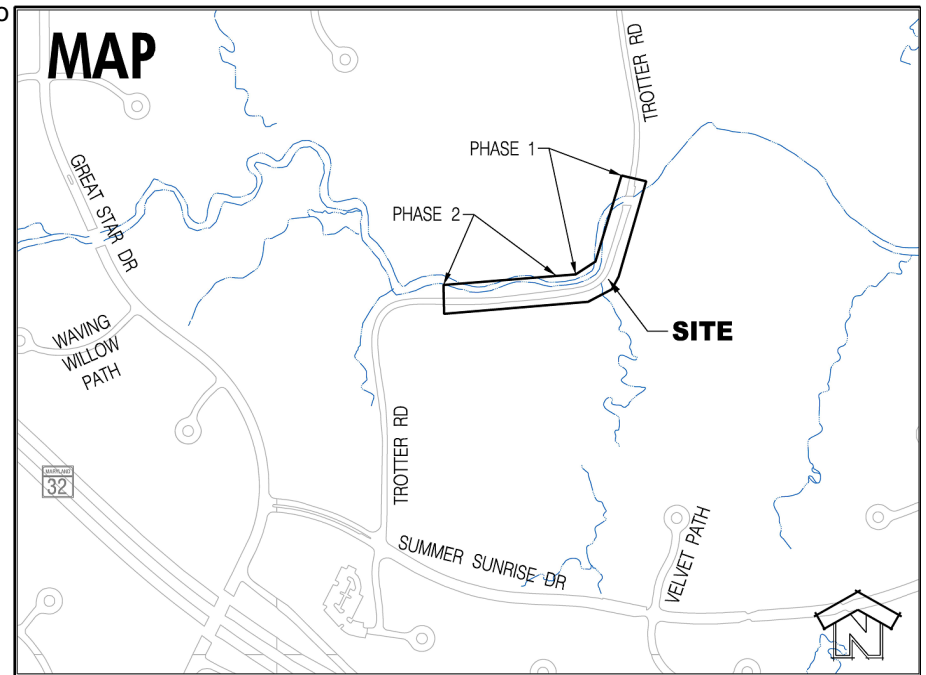 MAP
TROTTER RD
PHASE 1
GREAT STAR DR
PHASE 2
SITE
WAVING
WILLOW
PATH
TROTTER RD
MARYLAND
32
SUMMER SUNRISE DR
VELVET PATH
N